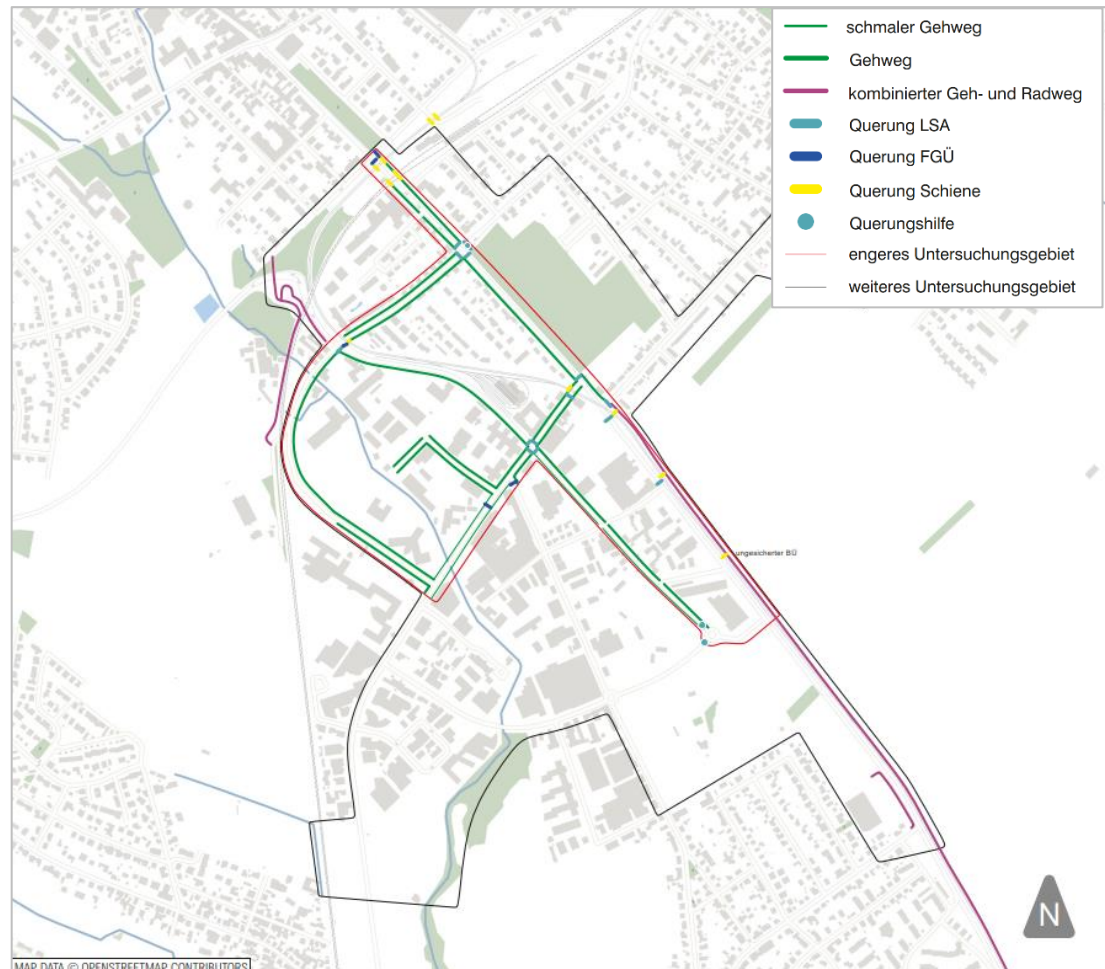 schmaler Gehweg
Gehweg
kombinierter Geh- und Radweg
Querung LSA
Querung FGÜ
Querung Schiene
Querungshilfe
engeres Untersuchungsgebiet
weiteres Untersuchungsgebiet
ungesicherter BÜ
N
MAP DATA © OPENSTREETMAP CONTRIBUTORS